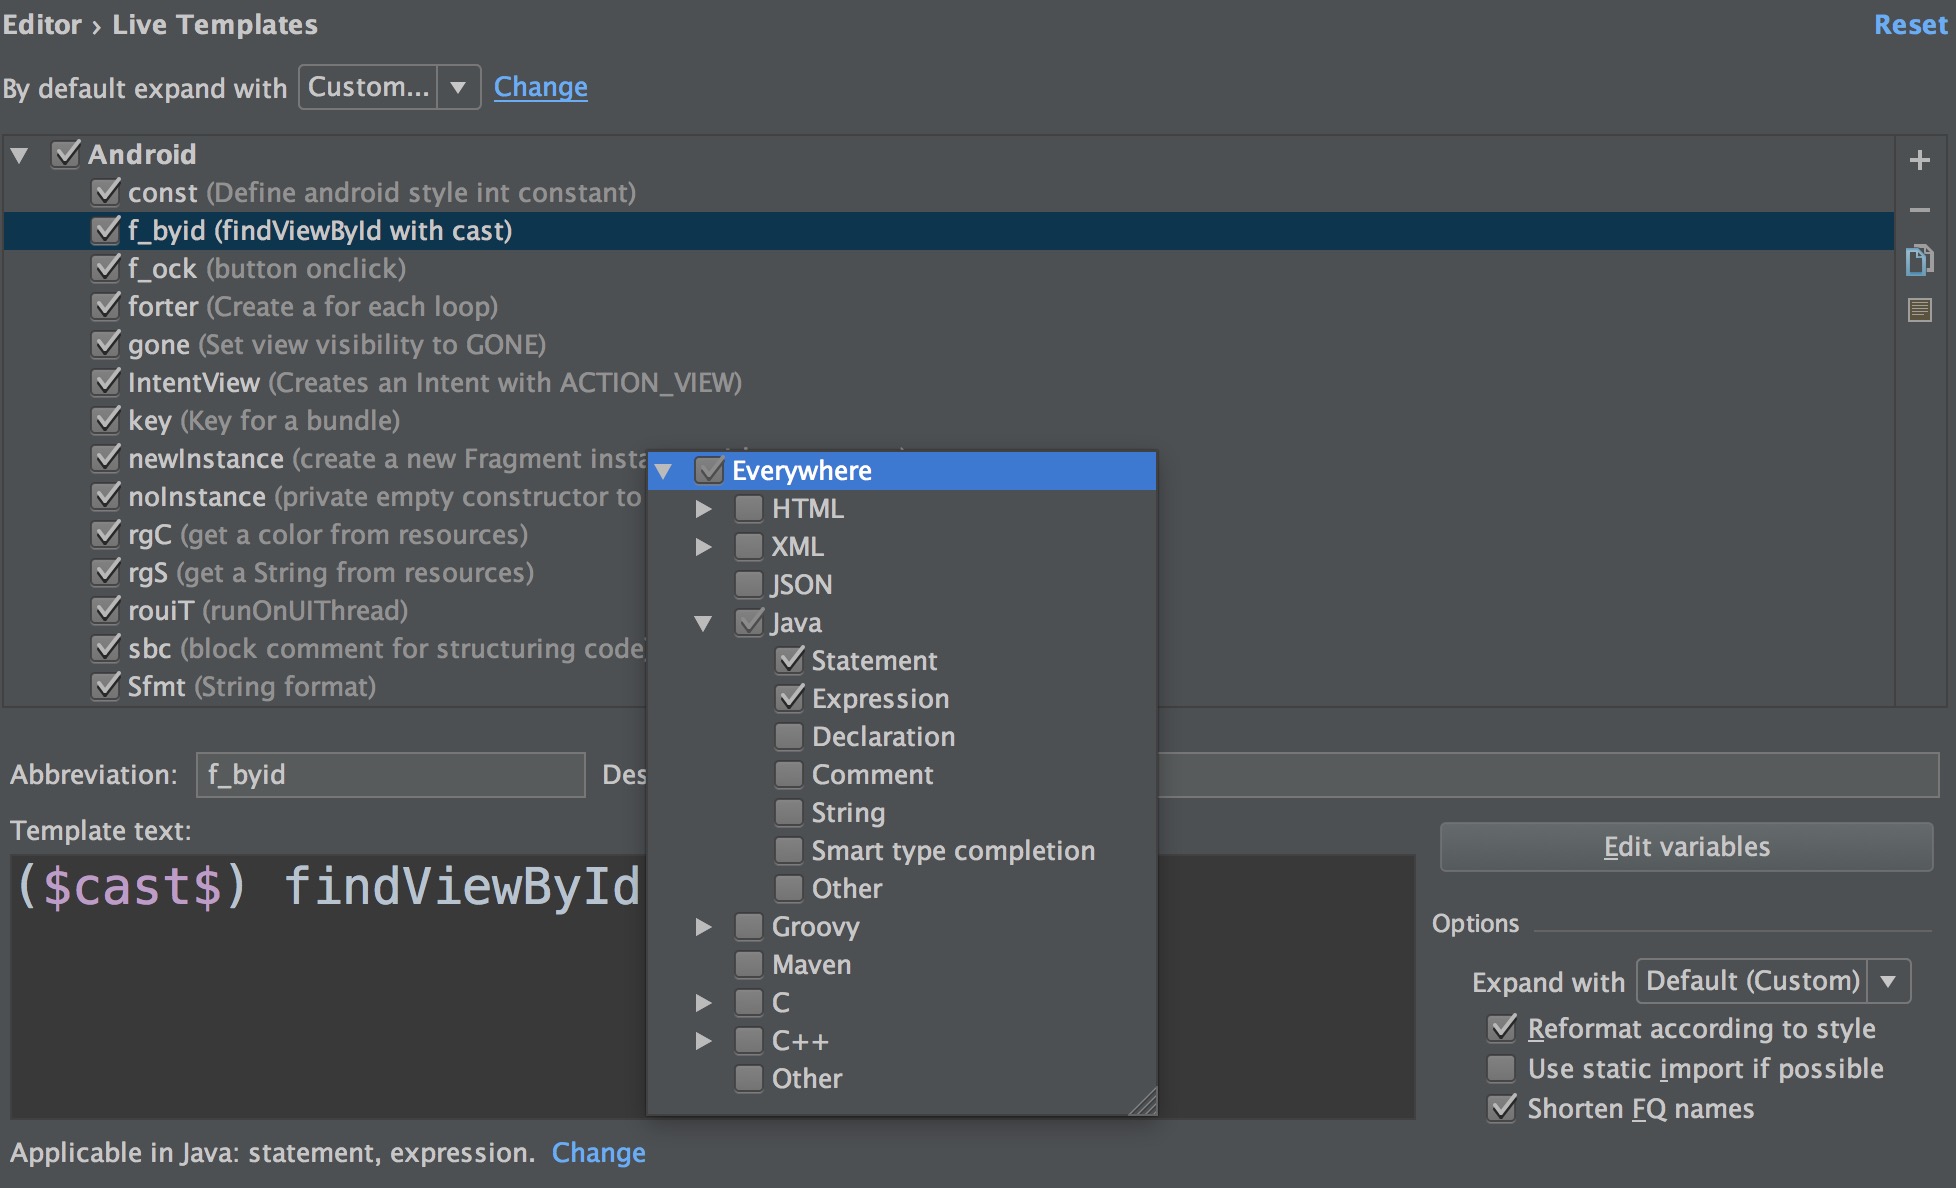 Editor › Live Templates
Reset
By default expand with Custom... Change
Android
const (Define android style int constant)
f_byid (findViewById with cast)
f_ock (button onclick)
forter (Create a for each loop)
gone (Set view visibility to GONE)
IntentView (Creates an Intent with ACTION_VIEW)
key (Key for a bundle)
newInstance (create a new Fragment insta
noInstance (private empty constructor to
rgC (get a color from resources)
rgS (get a String from resources)
rouiT (runOnUIThread)
sbc (block comment for structuring code)
Sfmt (String format)
Everywhere
HTML
XML
JSON
Java
Statement
Expression
Declaration
Comment
String
Smart type completion
Other
Groovy
Maven
C
C++
Other
Abbreviation: f_byid Des
Template text:
($cast$) findViewById
Edit variables
Options
Expand with Default (Custom)
Reformat according to style
Use static import if possible
Shorten FQ names
Applicable in Java: statement, expression. Change